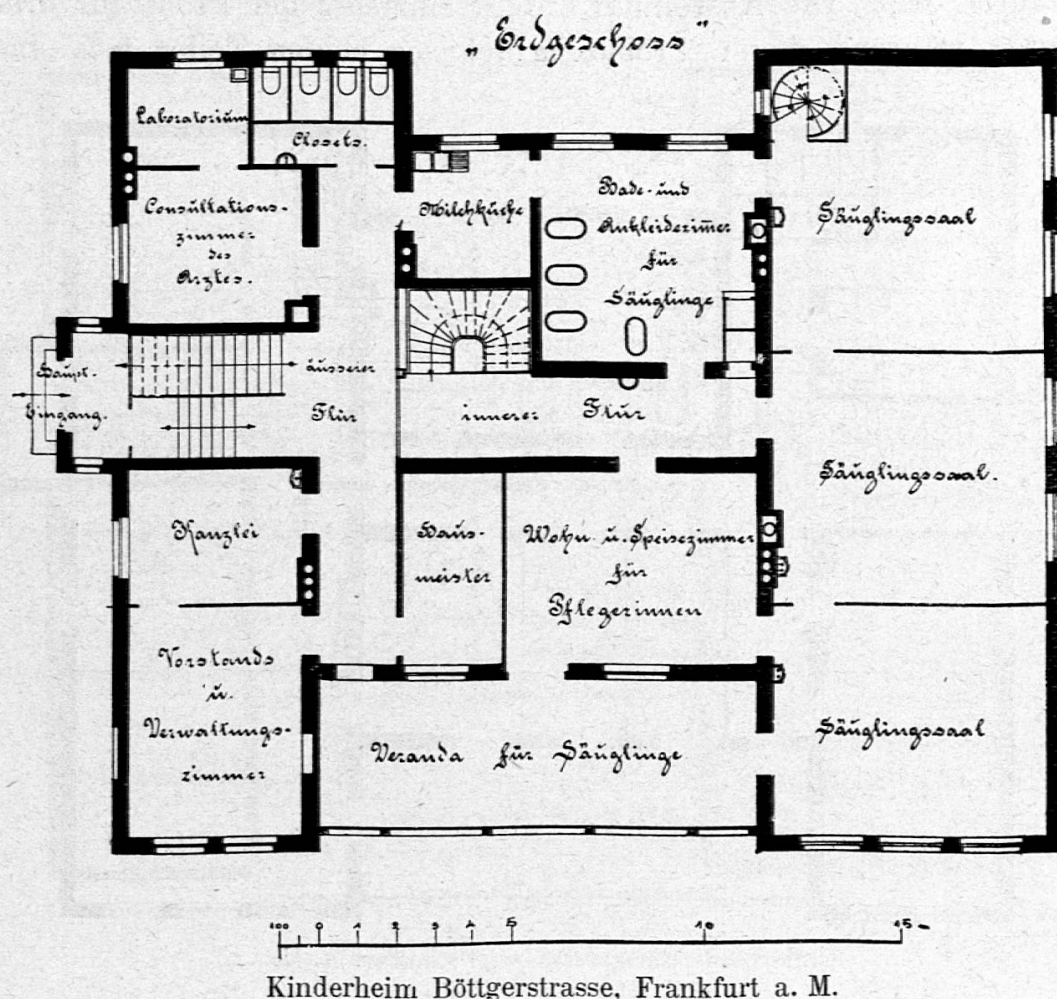 „Erdgeschoss“
Laboratorium
Closets.
Consultations-
zimmer
des
Arztes.
Milchküche
Bade- und
Ankleidezimer
für
Säuglinge
Säuglingssaal
Haupt-
Eingang.
äusserer
Flur
innerer Flur
Säuglingssaal.
Kanzlei
Haus-
meister
Wohn- u. Speisezimmer
für
Pflegerinnen
Vorstands
u.
Verwaltungs-
zimmer
Veranda für Säuglinge
Säuglingssaal
100 0 1 2 3 4 5 10 15
Kinderheim Böttgerstrasse, Frankfurt a. M.